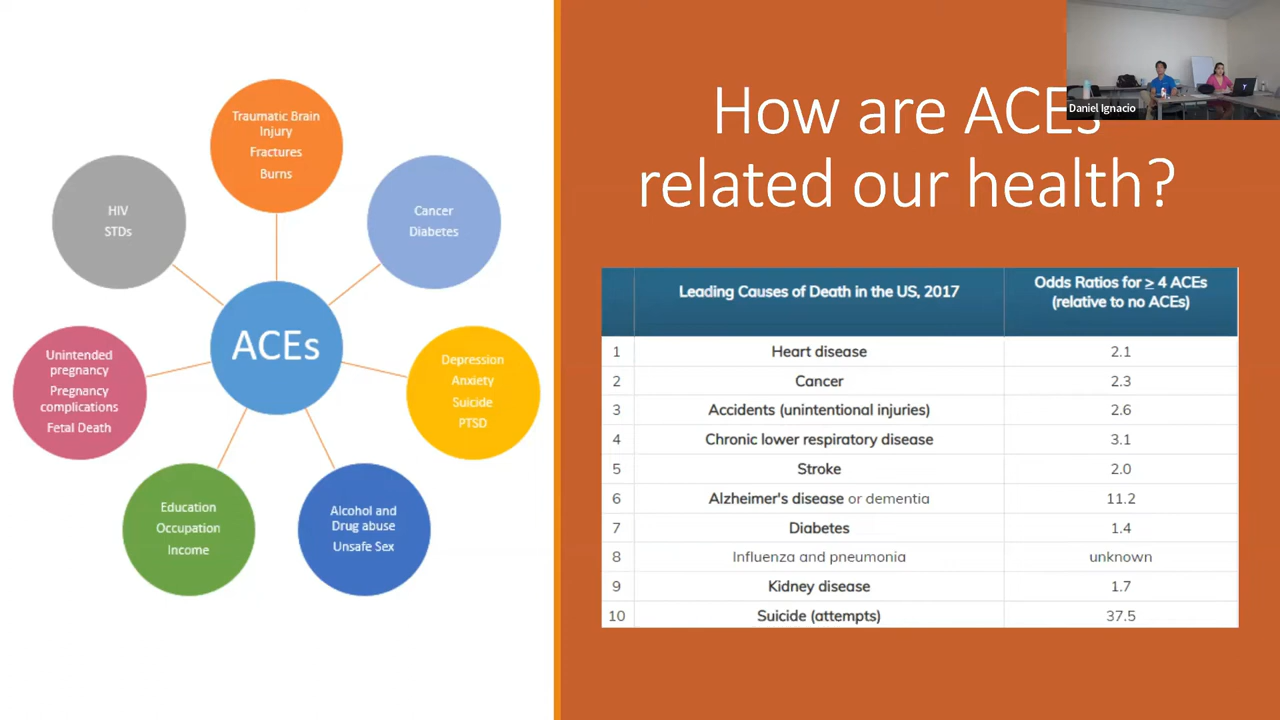 Traumatic Brain
Injury
Fractures
Burns
HIV
STDs
Cancer
Diabetes
ACEs
Unintended
pregnancy
Pregnancy
complications
Fetal Death
Depression
Anxiety
Suicide
PTSD
Education
Occupation
Income
Alcohol and
Drug abuse
Unsafe Sex
How are ACEs
related our health?
Daniel Ignacio
Leading Causes of Death in the US, 2017 Odds Ratios for ≥ 4 ACEs
(relative to no ACEs)
1 Heart disease 2.1
2 Cancer 2.3
3 Accidents (unintentional injuries) 2.6
4 Chronic lower respiratory disease 3.1
5 Stroke 2.0
6 Alzheimer's disease or dementia 11.2
7 Diabetes 1.4
8 Influenza and pneumonia unknown
9 Kidney disease 1.7
10 Suicide (attempts) 37.5